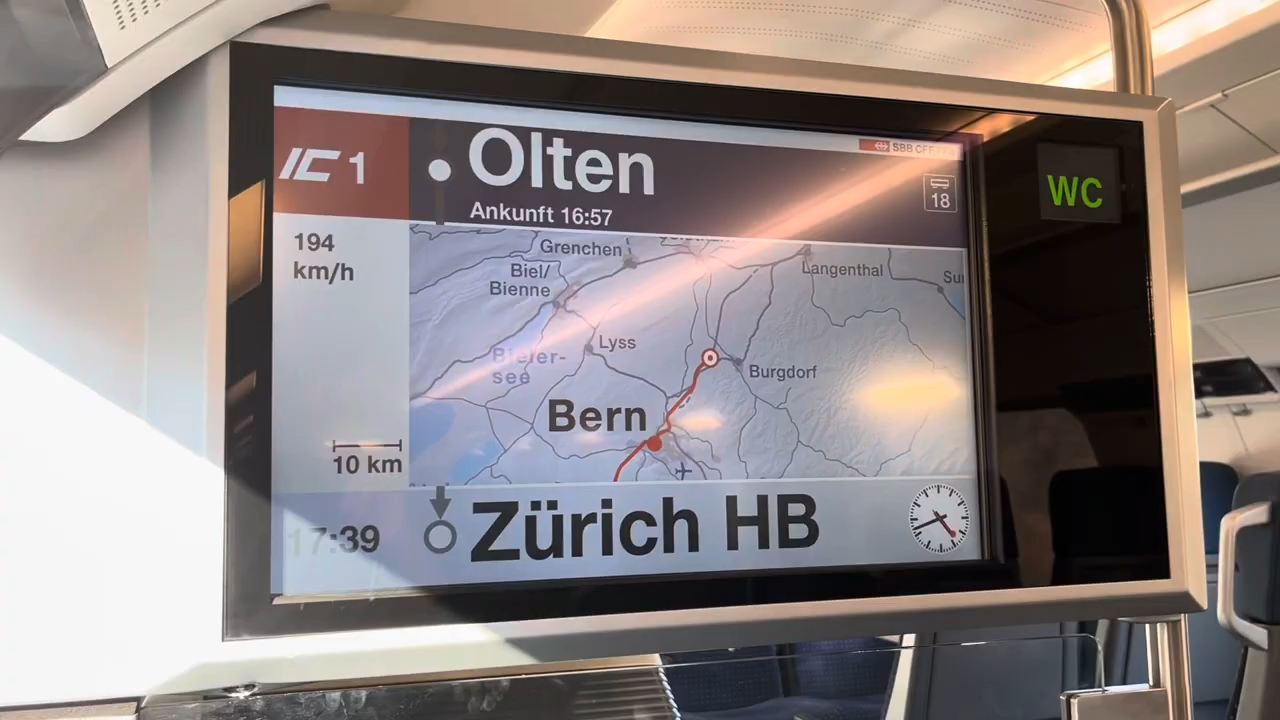 IC 1
Olten
Ankunft 16:57
SBB CFF
18
WC
194
km/h
Grenchen
Biel/
Bienne
Langenthal
Lyss
Bieler-
see
Burgdorf
Bern
10 km
17:39
Zürich HB